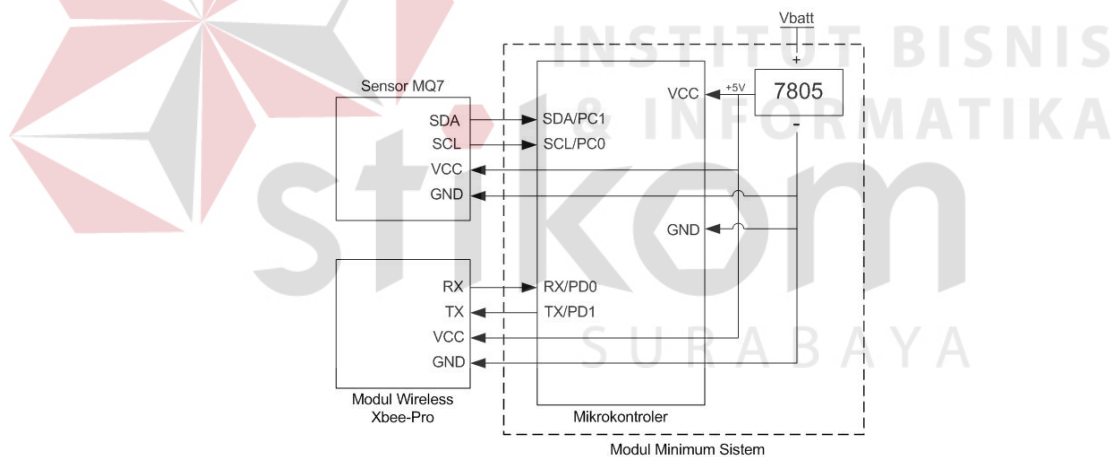 Vbatt
INSTITUT BISNIS
& INFORMATIKA
stikom
SURABAYA
+
7805
-
+5V
Sensor MQ7
SDA
SCL
VCC
GND
VCC
SDA/PC1
SCL/PC0
GND
RX
TX
VCC
GND
RX/PD0
TX/PD1
Modul Wireless
Xbee-Pro
Mikrokontroler
Modul Minimum Sistem